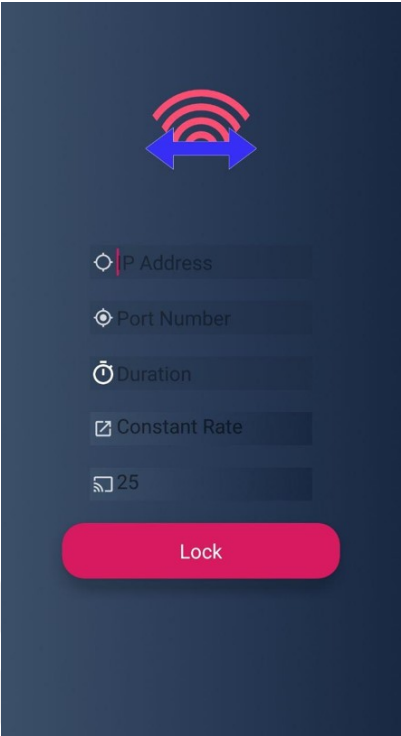 IP Address
Port Number
Duration
Constant Rate
25
Lock